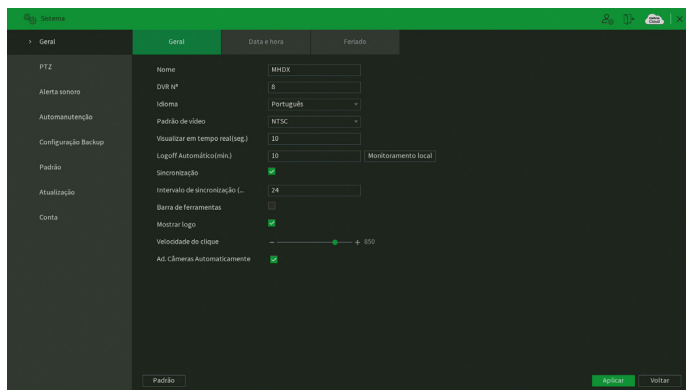 Sistema
Geral
PTZ
Alerta sonoro
Automanutenção
Configuração Backup
Padrão
Atualização
Conta
Geral Data e hora Feriado
Nome MHDX
DVR Nº 8
Idioma Português
Padrão de vídeo NTSC
Visualizar em tempo real(seg.) 10
Logoff Automático(min.) 10 Monitoramento local
Sincronização
Intervalo de sincronização (... 24
Barra de ferramentas
Mostrar logo
Velocidade do clique 850
Ad. Câmeras Automaticamente
Padrão Aplicar Voltar